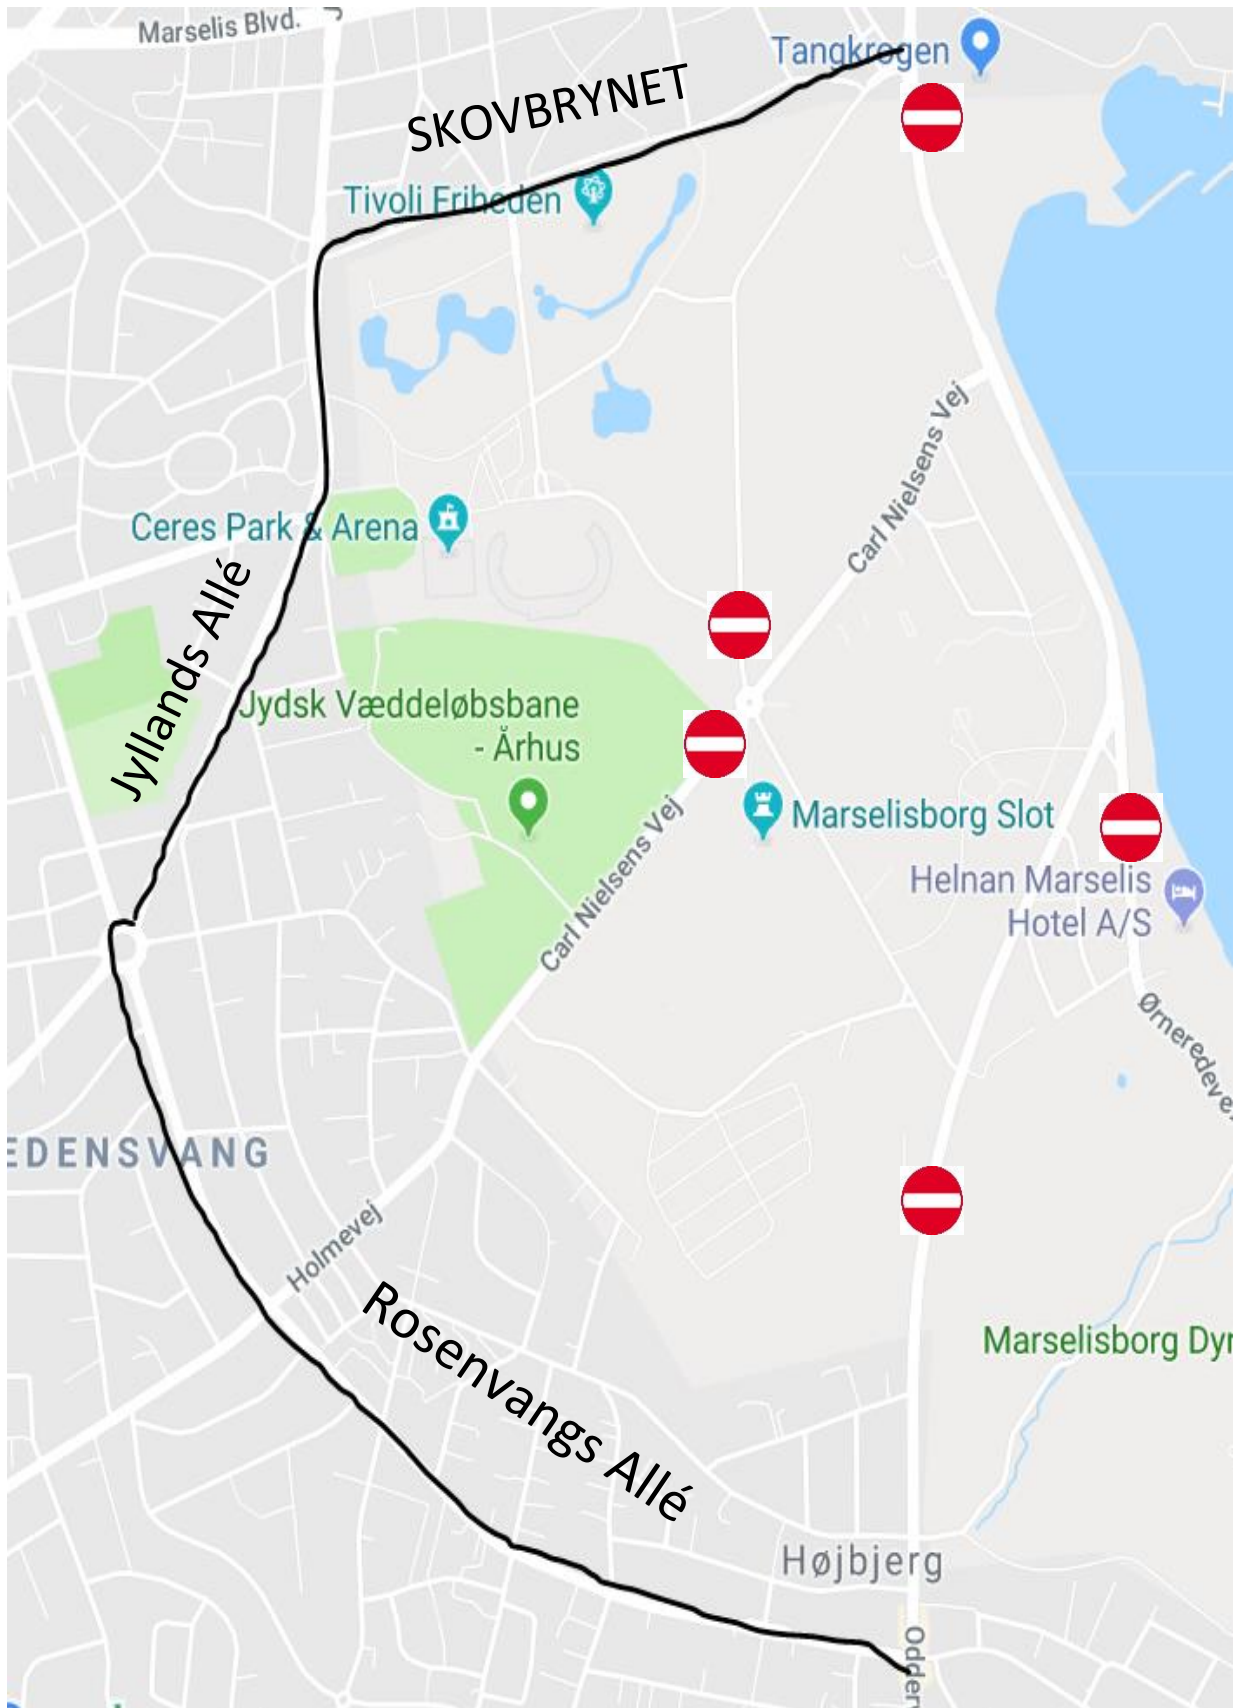 Marselis Blvd.
Tangkrogen
SKOVBRYNET
Tivoli Friheden
Carl Nielsens Vej
Ceres Park & Arena
Jyllands Allé
Jydsk Væddeløbsbane
- Århus
Marselisborg Slot
Carl Nielsens Vej
Helnan Marselis
Hotel A/S
Ørneredeve
EDENSVANG
Holmevej
Rosenvangs Allé
Marselisborg Dyr
Højbjerg
Odder